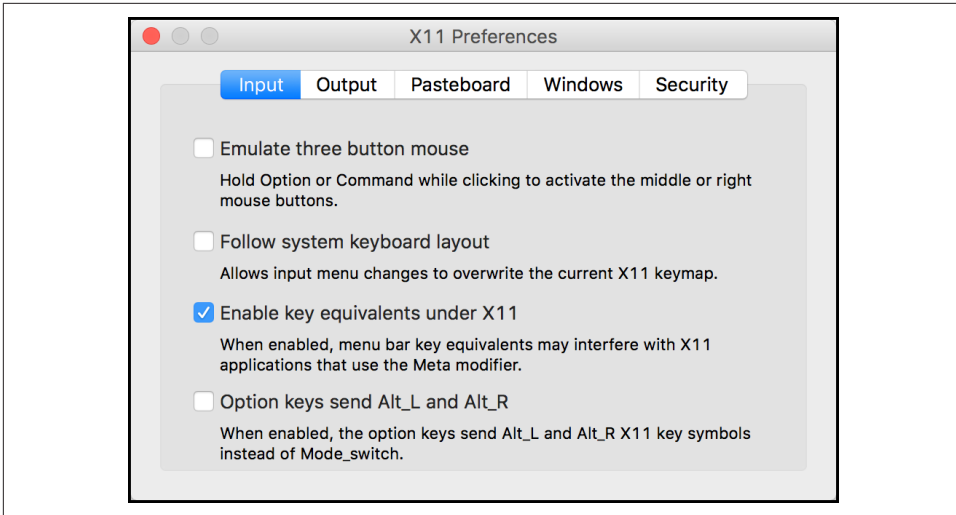 X11 Preferences
Input Output Pasteboard Windows Security
Emulate three button mouse
Hold Option or Command while clicking to activate the middle or right
mouse buttons.
Follow system keyboard layout
Allows input menu changes to overwrite the current X11 keymap.
Enable key equivalents under X11
When enabled, menu bar key equivalents may interfere with X11
applications that use the Meta modifier.
Option keys send Alt_L and Alt_R
When enabled, the option keys send Alt_L and Alt_R X11 key symbols
instead of Mode_switch.